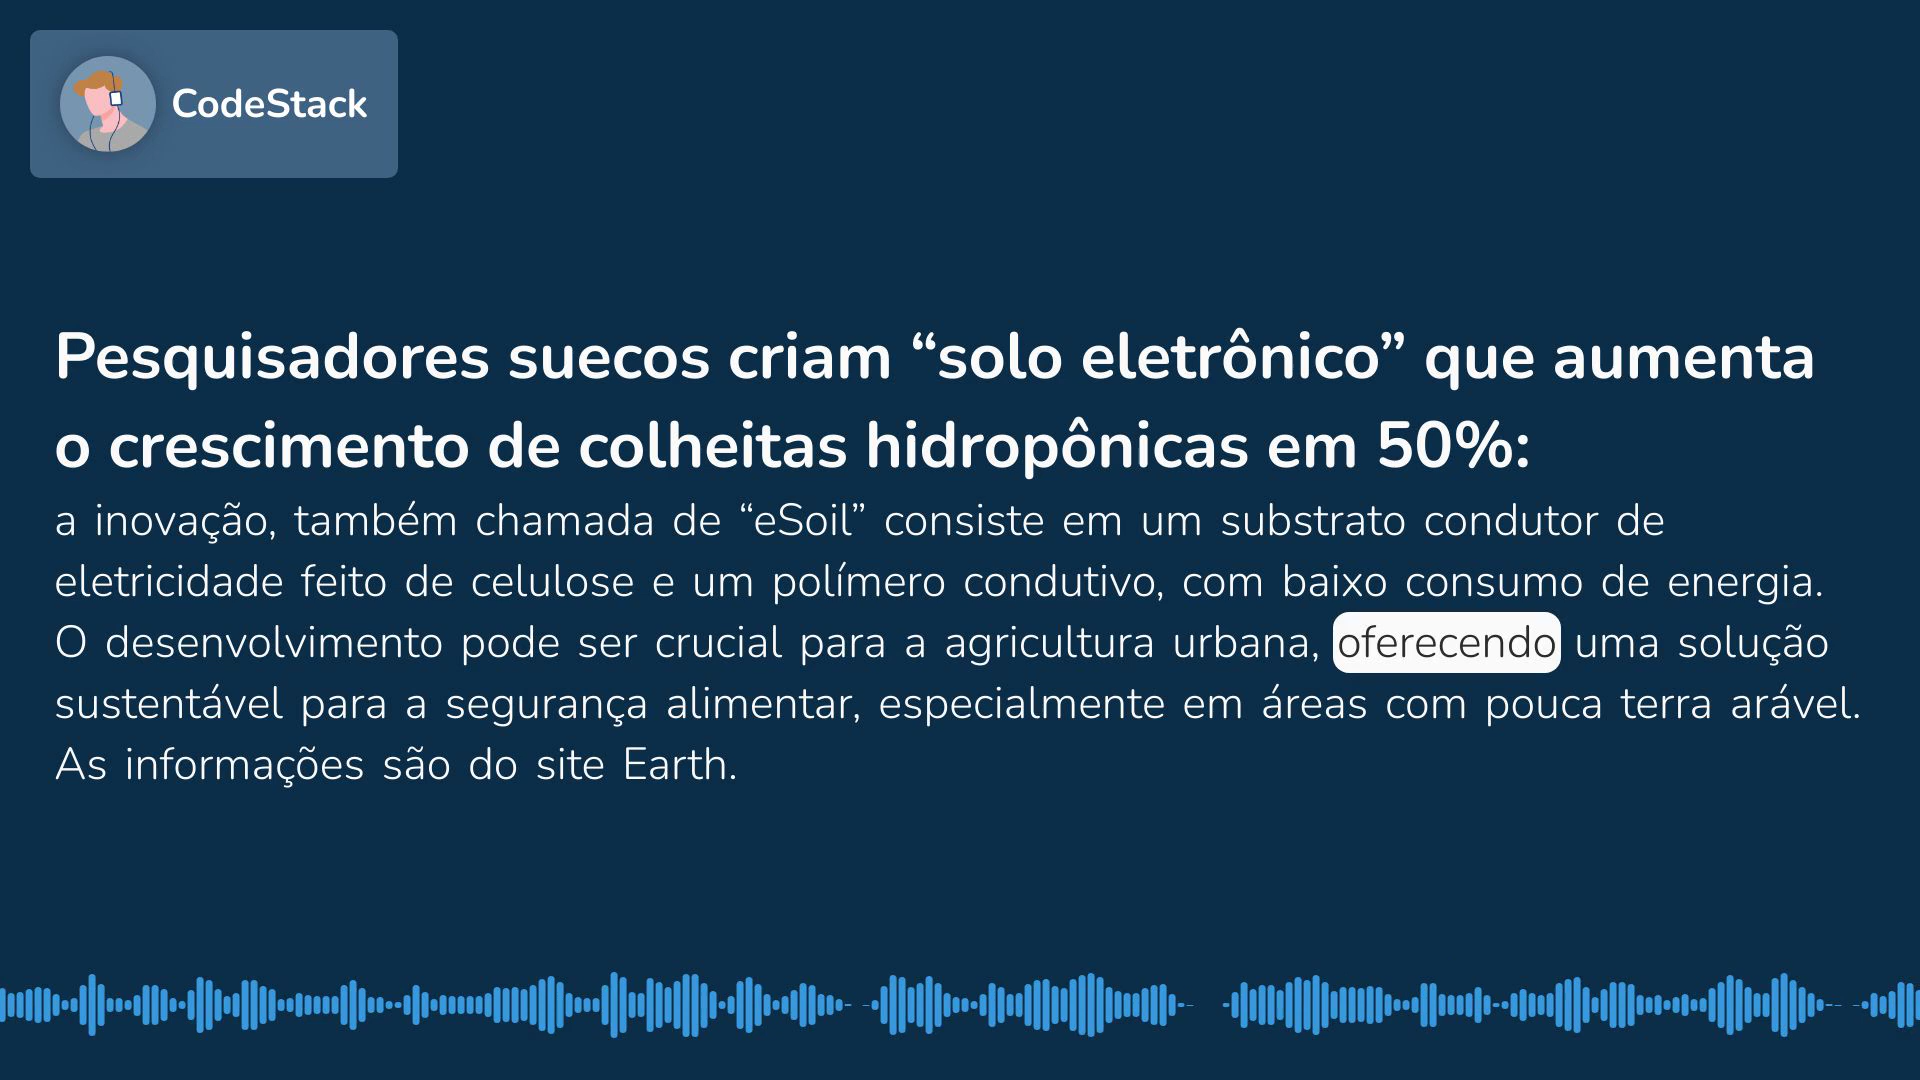 CodeStack
Pesquisadores suecos criam “solo eletrônico” que aumenta
o crescimento de colheitas hidropônicas em 50%:
a inovação, também chamada de “eSoil” consiste em um substrato condutor de
eletricidade feito de celulose e um polímero condutivo, com baixo consumo de energia.
O desenvolvimento pode ser crucial para a agricultura urbana, oferecendo uma solução
sustentável para a segurança alimentar, especialmente em áreas com pouca terra arável.
As informações são do site Earth.